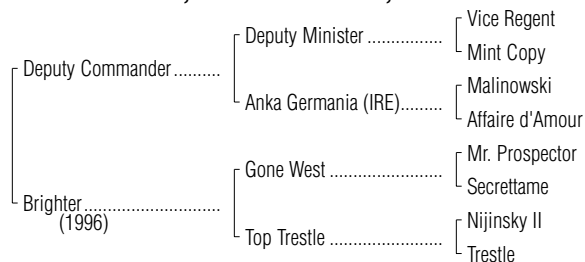 Vice Regent
Deputy Minister ................
Mint Copy
Deputy Commander ..........
Malinowski
Anka Germania (IRE).........
Affaire d'Amour
Mr. Prospector
Gone West ......................
Secrettame
Brighter.............................
(1996)
Nijinsky II
Top Trestle ......................
Trestle